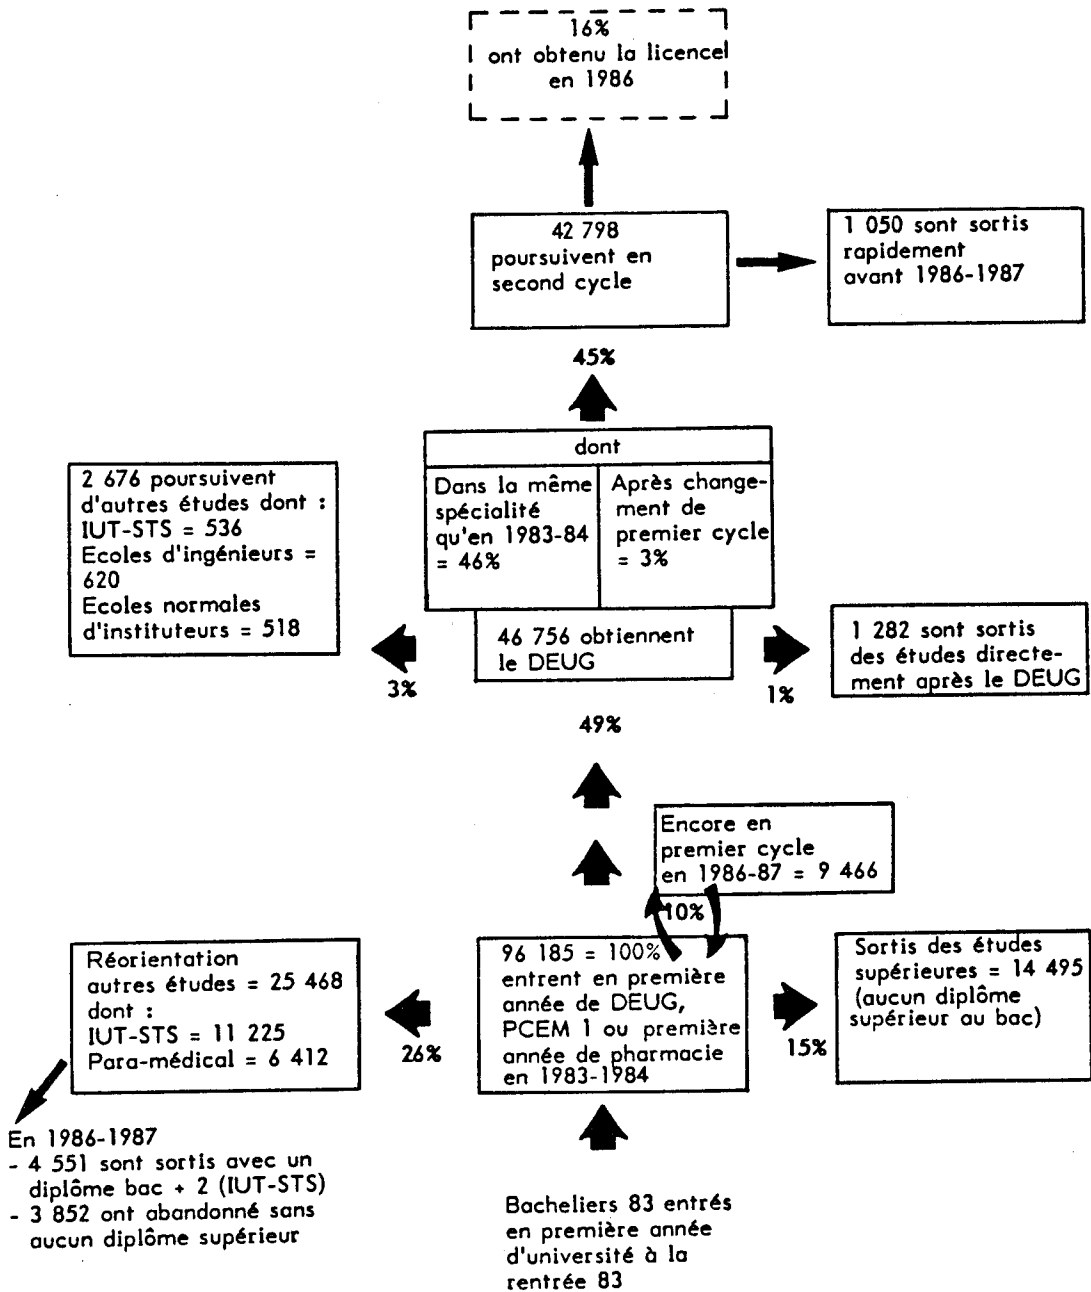 16%
ont obtenu la licence
en 1986
42 798
poursuivent en
second cycle
1 050 sont sortis
rapidement
avant 1986-1987
45%
dont
Dans la même
spécialité
qu'en 1983-84
= 46%
Après change-
ment de
premier cycle
= 3%
2 676 poursuivent
d'autres études dont :
IUT-STS = 536
Ecoles d'ingénieurs =
620
Ecoles normales
d'instituteurs = 518
46 756 obtiennent
le DEUG
1 282 sont sortis
des études directe-
ment après le DEUG
3%
1%
49%
Encore en
premier cycle
en 1986-87 = 9 466
10%
Réorientation
autres études = 25 468
dont :
IUT-STS = 11 225
Para-médical = 6 412
26%
96 185 = 100%
entrent en première
année de DEUG,
PCEM 1 ou première
année de pharmacie
en 1983-1984
15%
Sortis des études
supérieures = 14 495
(aucun diplôme
supérieur au bac)
En 1986-1987
- 4 551 sont sortis avec un
diplôme bac + 2 (IUT-STS)
- 3 852 ont abandonné sans
aucun diplôme supérieur
Bacheliers 83 entrés
en première année
d'université à la
rentrée 83